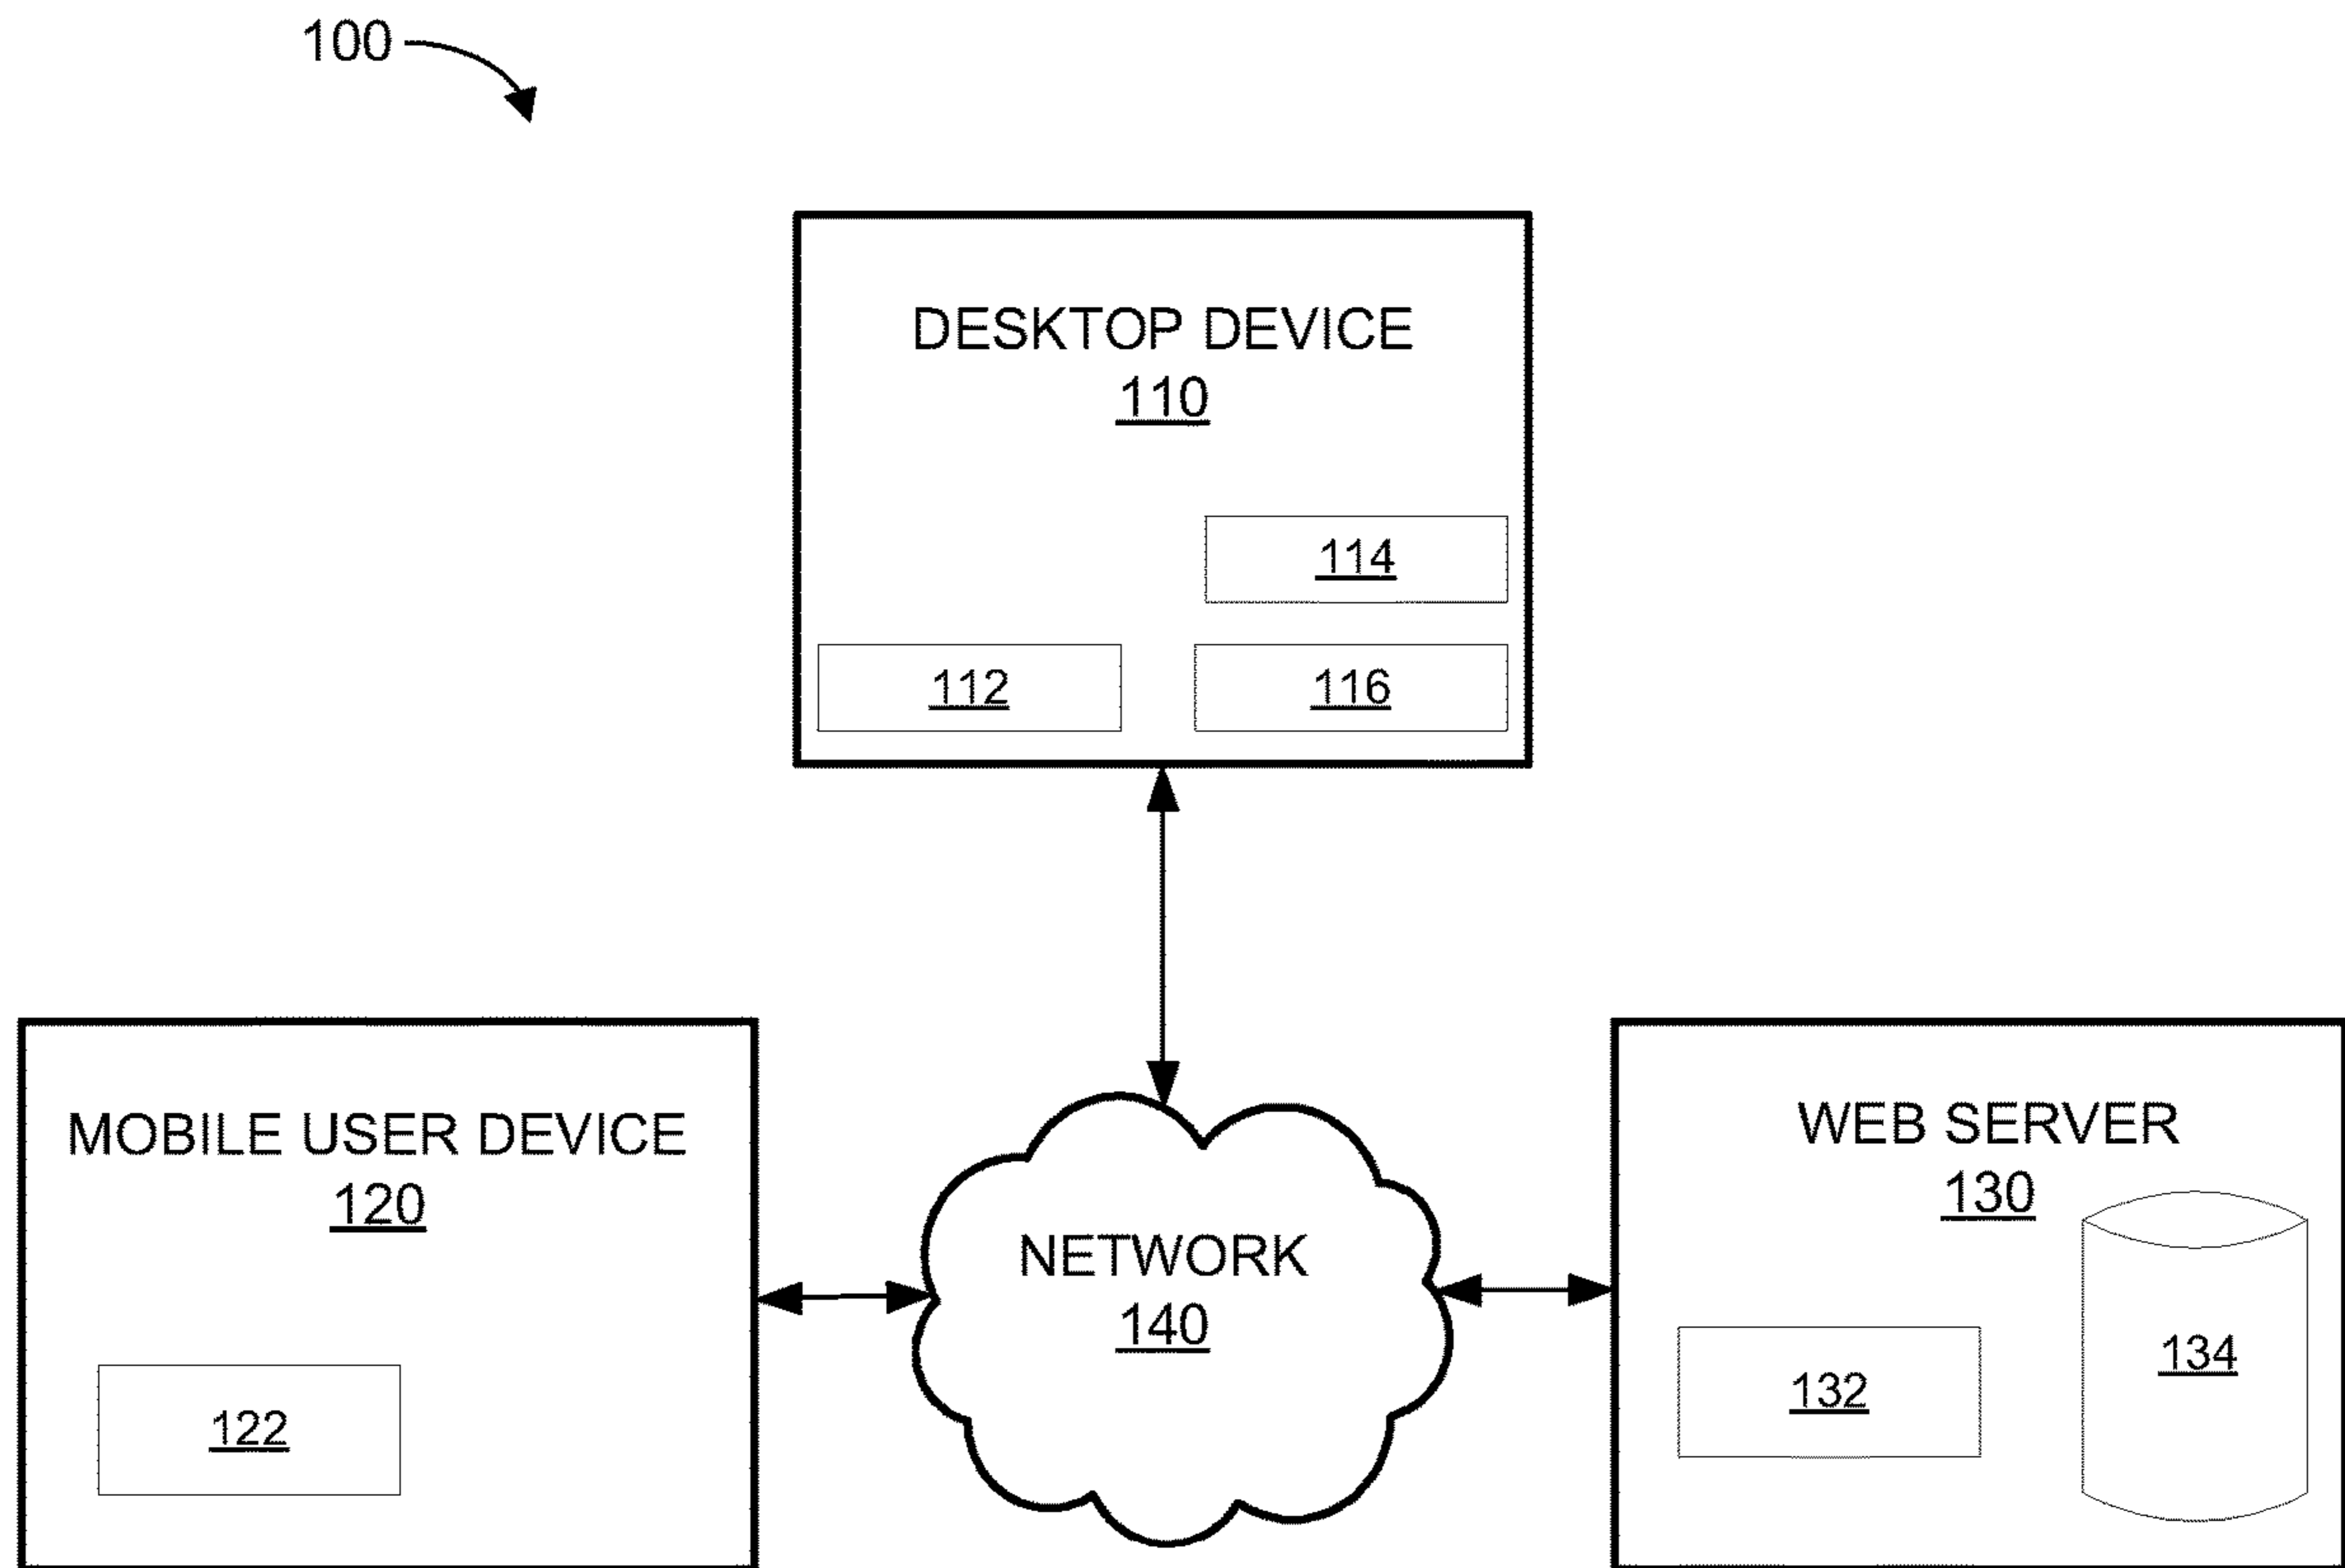 100
DESKTOP DEVICE
110
114
112
116
MOBILE USER DEVICE
120
122
NETWORK
140
WEB SERVER
130
132
134